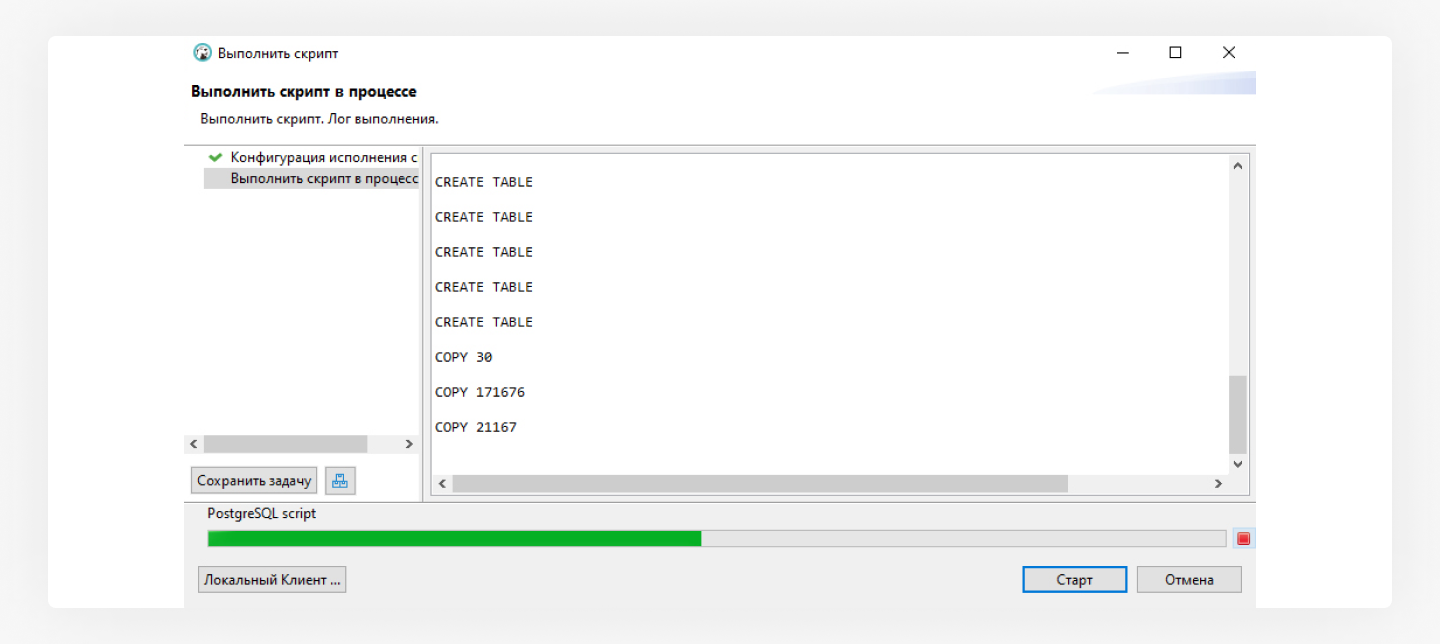 Выполнить скрипт
Выполнить скрипт в процессе
Выполнить скрипт. Лог выполнения.
Конфигурация исполнения с
Выполнить скрипт в процесс
CREATE TABLE
CREATE TABLE
CREATE TABLE
CREATE TABLE
CREATE TABLE
COPY 30
COPY 171676
COPY 21167
Сохранить задачу
PostgreSQL script
Локальный Клиент ...
Старт
Отмена